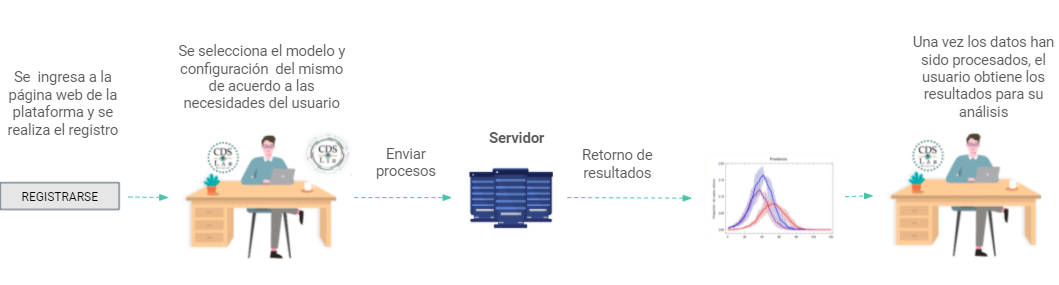 Se ingresa a la
página web de la
plataforma y se
realiza el registro
REGISTRARSE
Se selecciona el modelo y
configuración del mismo
de acuerdo a las
necesidades del usuario
CDS
LAB
CDS
LAB
Enviar
procesos
Servidor
Retorno de
resultados
Prevalencia
Una vez los datos han
sido procesados, el
usuario obtiene los
resultados para su
análisis
CDS
LAB